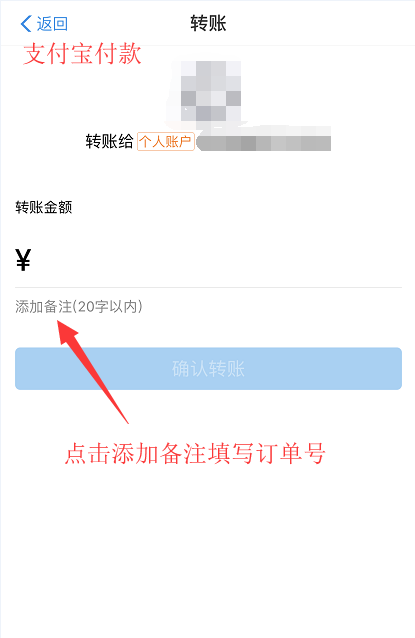 返回
转账
支付宝付款
转账给 个人账户
转账金额
¥
添加备注(20字以内)
确认转账
点击添加备注填写订单号